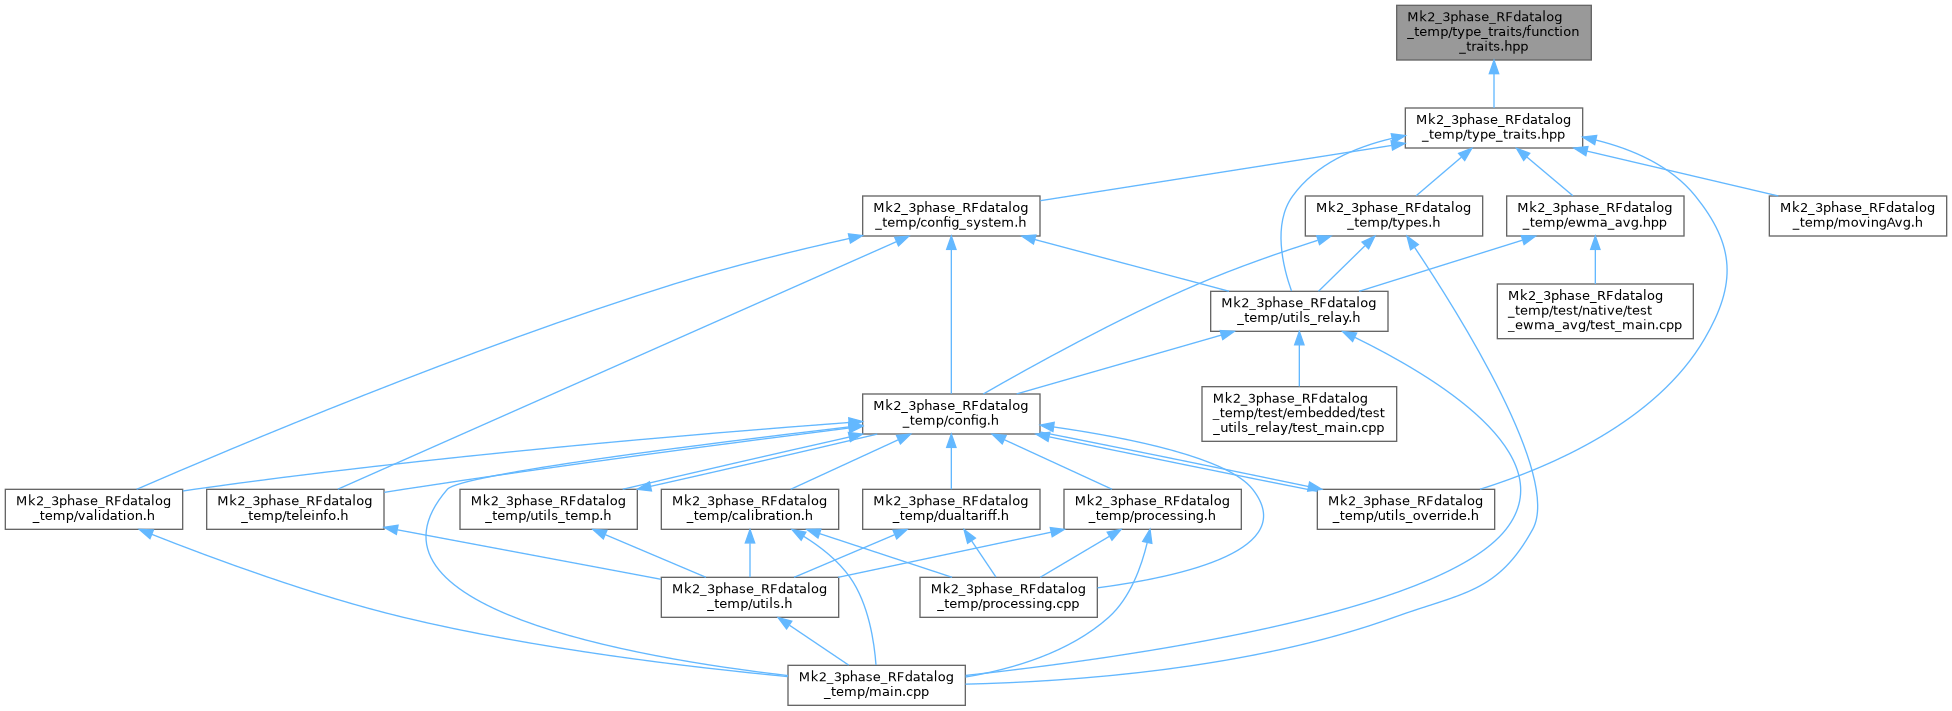 Mk2_3phase_RFdatalog
_temp/type_traits/function
_traits.hpp
Mk2_3phase_RFdatalog
_temp/type_traits.hpp
Mk2_3phase_RFdatalog
_temp/config_system.h
Mk2_3phase_RFdatalog
_temp/types.h
Mk2_3phase_RFdatalog
_temp/ewma_avg.hpp
Mk2_3phase_RFdatalog
_temp/movingAvg.h
Mk2_3phase_RFdatalog
_temp/utils_relay.h
Mk2_3phase_RFdatalog
_temp/test/native/test
_ewma_avg/test_main.cpp
Mk2_3phase_RFdatalog
_temp/config.h
Mk2_3phase_RFdatalog
_temp/test/embedded/test
_utils_relay/test_main.cpp
Mk2_3phase_RFdatalog
_temp/validation.h
Mk2_3phase_RFdatalog
_temp/teleinfo.h
Mk2_3phase_RFdatalog
_temp/utils_temp.h
Mk2_3phase_RFdatalog
_temp/calibration.h
Mk2_3phase_RFdatalog
_temp/dualtariff.h
Mk2_3phase_RFdatalog
_temp/processing.h
Mk2_3phase_RFdatalog
_temp/utils_override.h
Mk2_3phase_RFdatalog
_temp/utils.h
Mk2_3phase_RFdatalog
_temp/processing.cpp
Mk2_3phase_RFdatalog
_temp/main.cpp